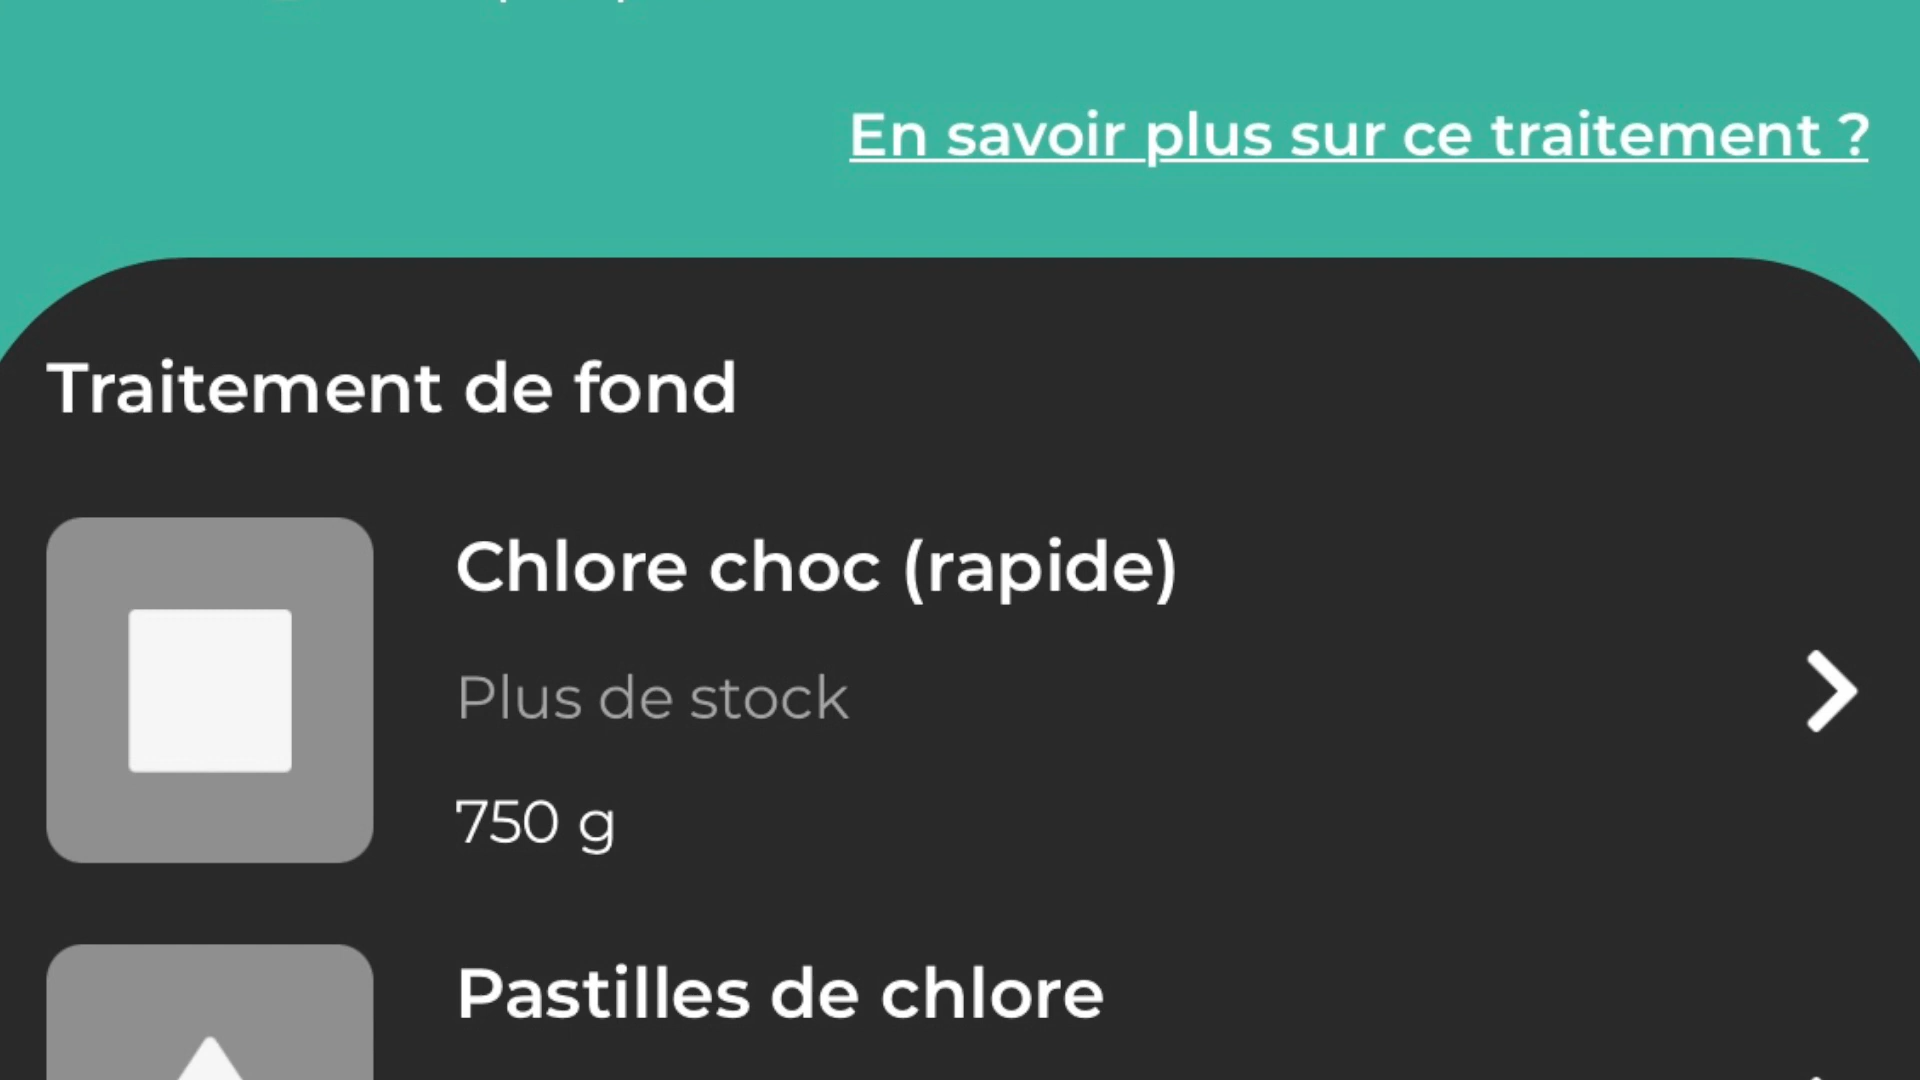 En savoir plus sur ce traitement ?
Traitement de fond
Chlore choc (rapide)
Plus de stock
750 g
Pastilles de chlore